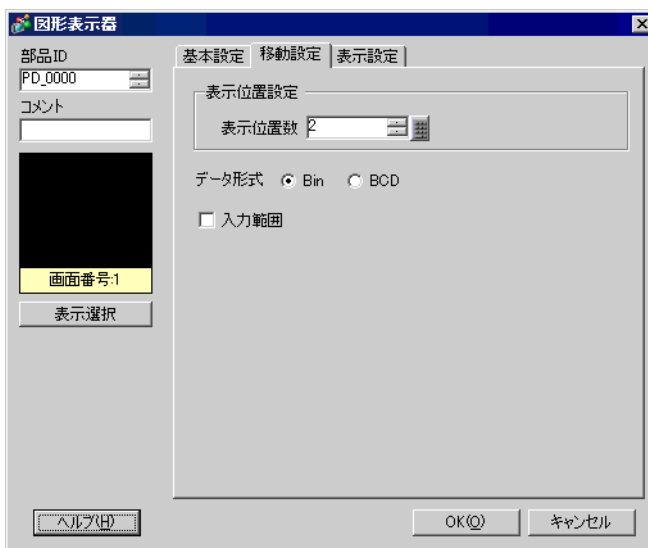 図形表示器
部品ID
PD_0000
コメント
画面番号:1
表示選択
基本設定 移動設定 表示設定
表示位置設定
表示位置数 2
データ形式 Bin BCD
入力範囲
ヘルプ(H) OK(O) キャンセル